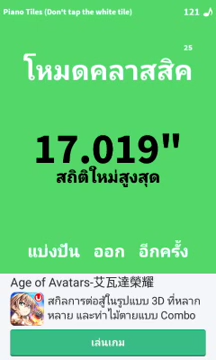 Piano Tiles (Don't tap the white tile) 121
25
โหมดคลาสสิค
17.019"
สถิติใหม่สูงสุด
แบ่งปัน ออก อีกครั้ง
Age of Avatars-艾瓦達榮耀
สกิลการต่อสู้ในรูปแบบ 3D ที่หลาก
หลาย และท่าไม้ตายแบบ Combo
เล่นเกม